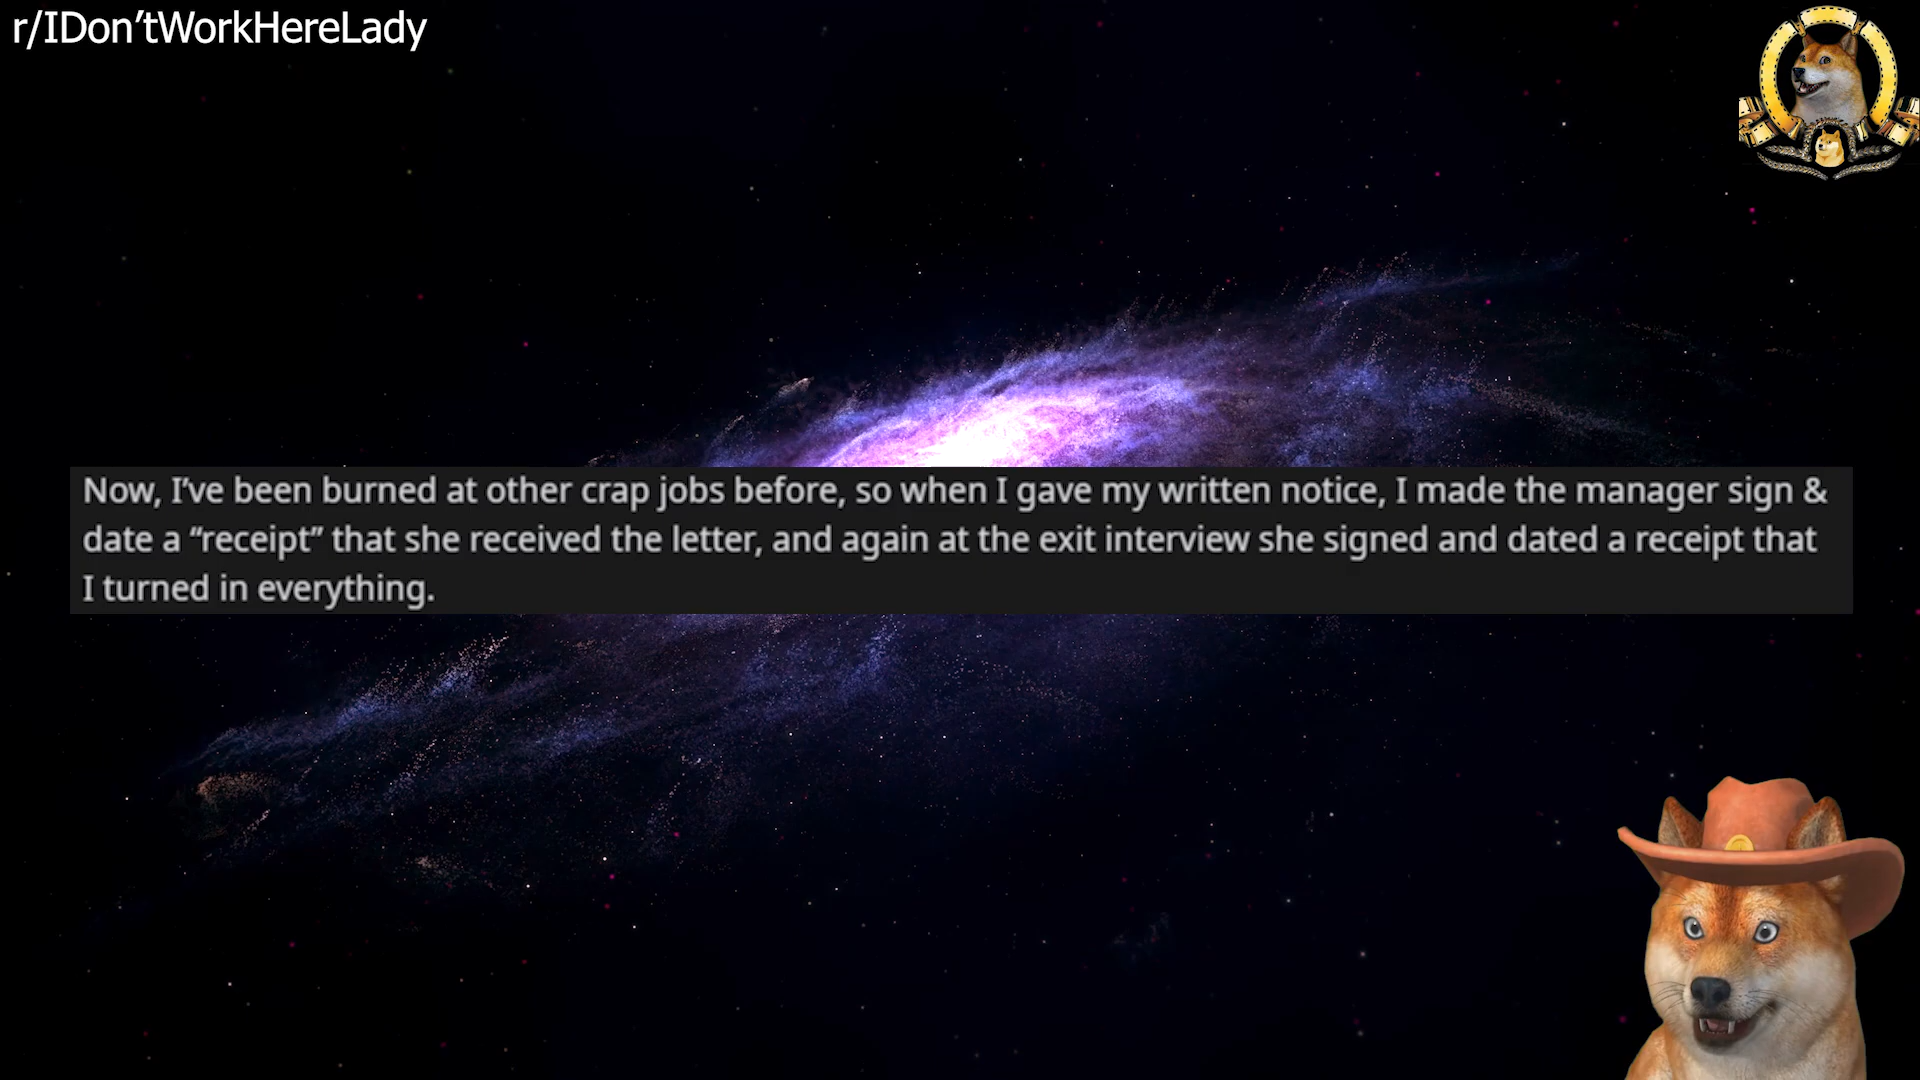 r/IDon’tWorkHereLady
Now, I’ve been burned at other crap jobs before, so when I gave my written notice, I made the manager sign &
date a “receipt” that she received the letter, and again at the exit interview she signed and dated a receipt that
I turned in everything.